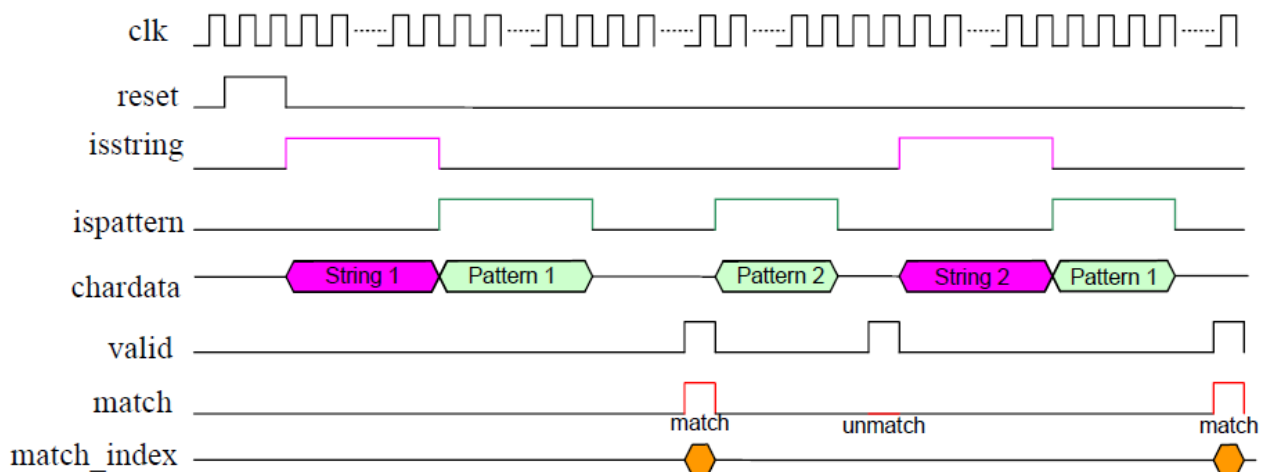 clk
reset
isstring
ispattern
chardata String 1 Pattern 1 Pattern 2 String 2 Pattern 1
valid
match
match unmatch match
match_index